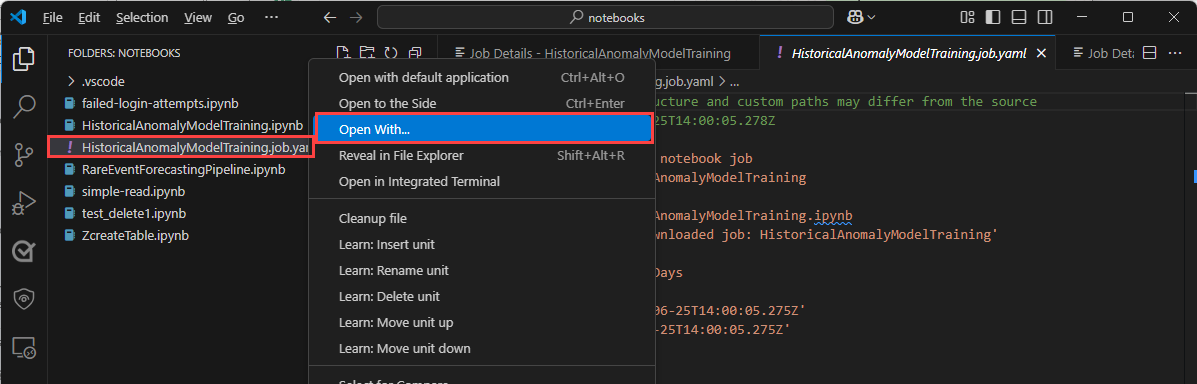 File Edit Selection View Go ··· notebooks
FOLDERS: NOTEBOOKS
Job Details - HistoricalAnomalyModelTraining
HistoricalAnomalyModelTraining.job.yaml
Job Deta
.vscode
failed-login-attempts.ipynb
HistoricalAnomalyModelTraining.ipynb
HistoricalAnomalyModelTraining.job.yar
RareEventForecastingPipeline.ipynb
simple-read.ipynb
test_delete1.ipynb
ZcreateTable.ipynb
Open with default application Ctrl+Alt+O
Open to the Side Ctrl+Enter
Open With...
Reveal in File Explorer Shift+Alt+R
Open in Integrated Terminal
Cleanup file
Learn: Insert unit
Learn: Rename unit
Learn: Delete unit
Learn: Move unit up
Learn: Move unit down
Select for Compare
ng.job.yaml > ...
ucture and custom paths may differ from the source
-25T14:00:05.278Z
notebook job
AnomalyModelTraining
AnomalyModelTraining.ipynb
wnloaded job: HistoricalAnomalyModelTraining'
Days
06-25T14:00:05.275Z'
-25T14:00:05.275Z'